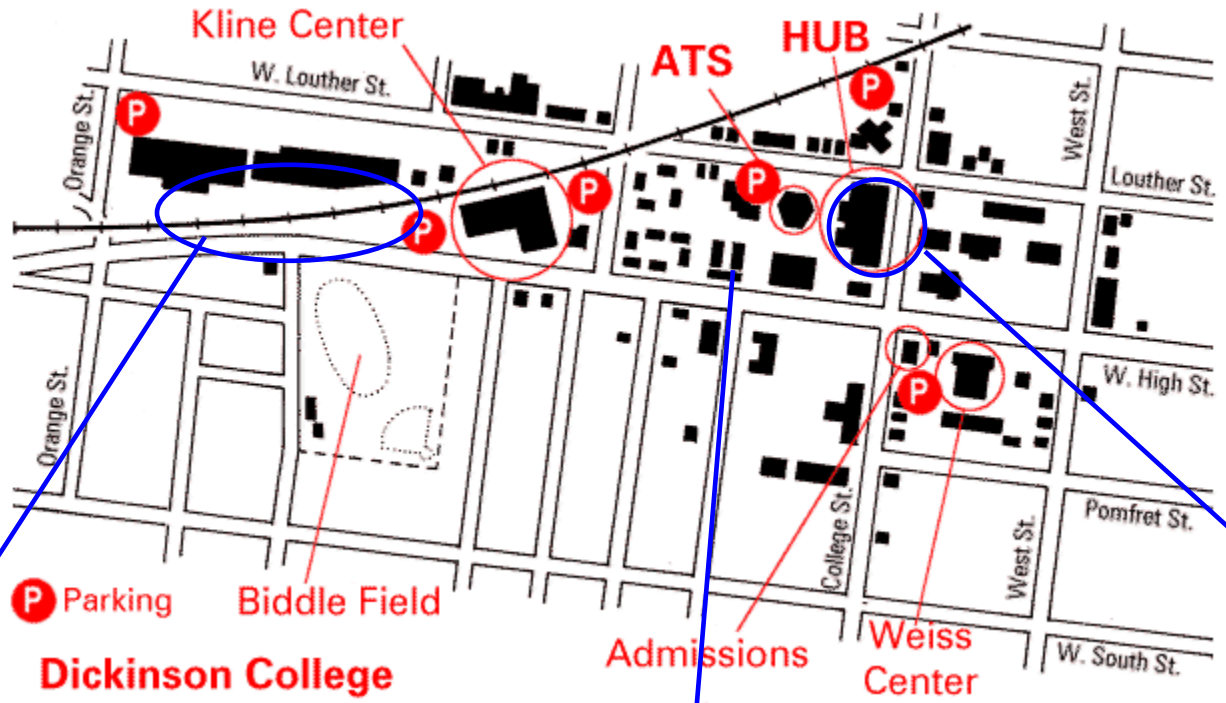 Kline Center
HUB
ATS
W. Louther St.
P
P
Orange St.
West St.
P
P
Louther St.
P
W. High St.
P
Orange St.
College St.
Pomfret St.
West St.
P Parking
Biddle Field
Admissions
Weiss
Center
W. South St.
Dickinson College